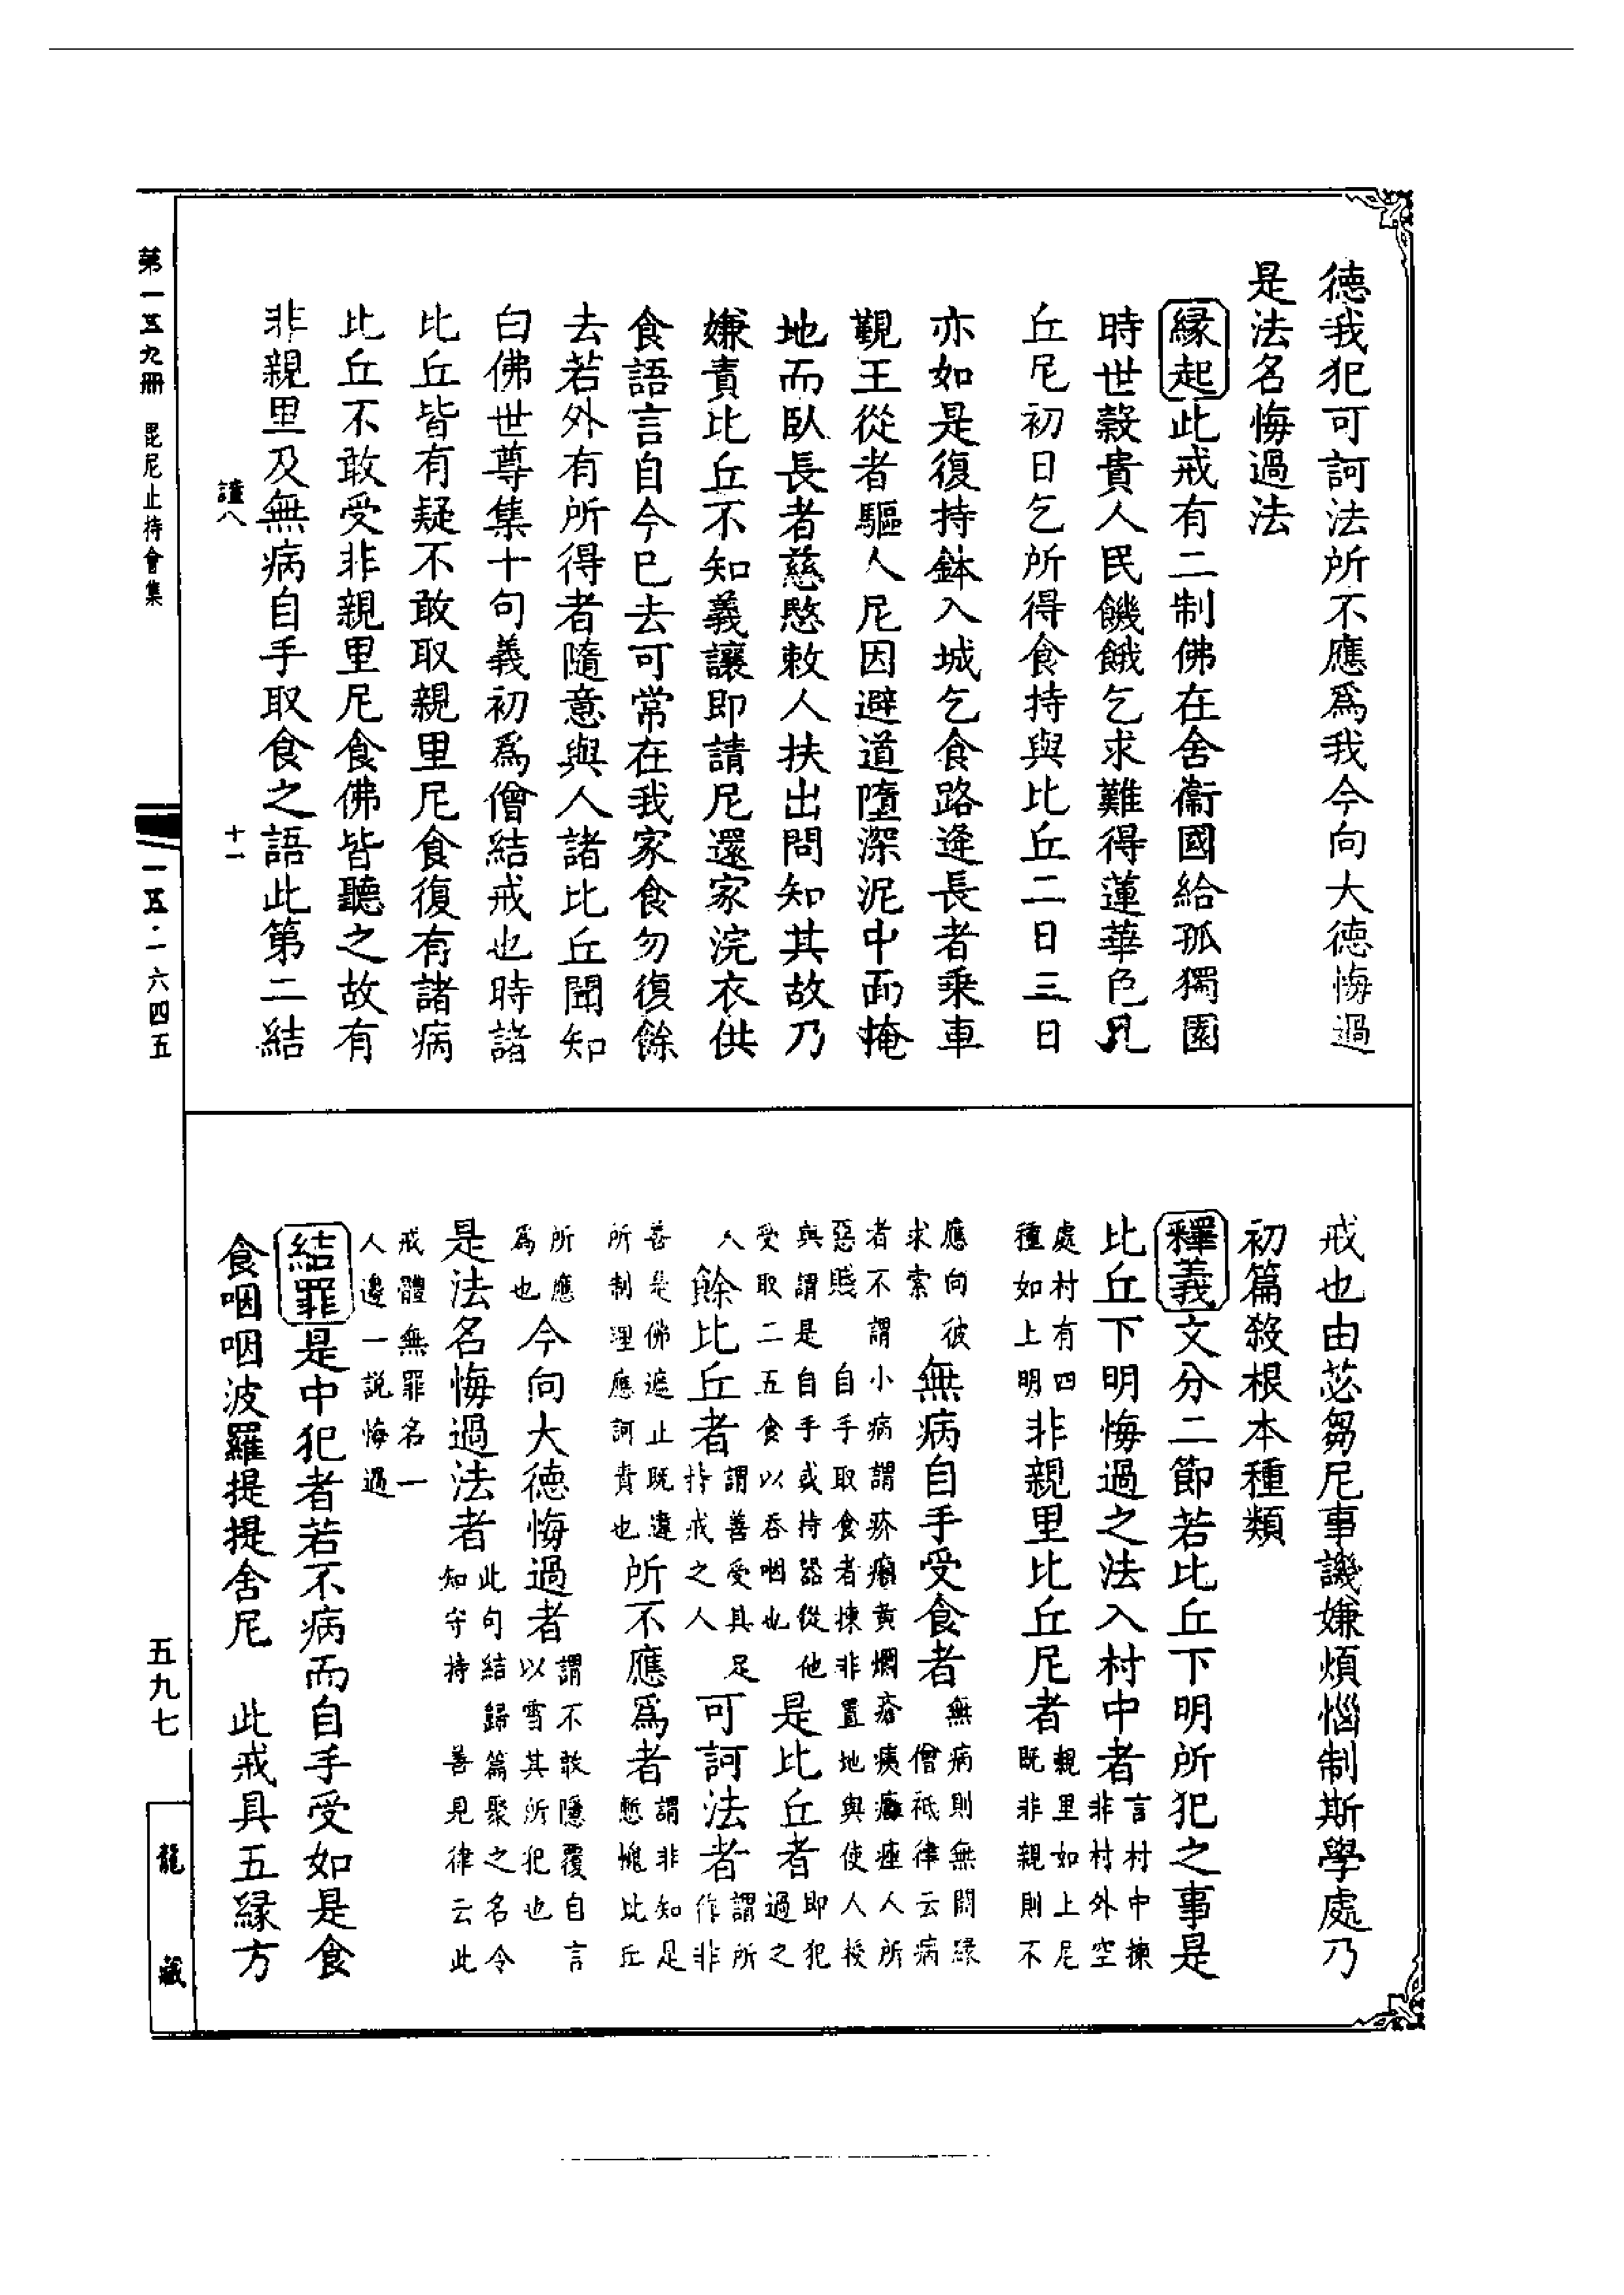 德我犯可訶法所不應爲我今向大德悔過
是法名悔過法
縁起此戒有二制佛在舍衞國給孤獨園
時世穀貴人民饑餓乞求難得蓮華色比
丘尼初日乞所得食持與比丘二日三日
亦如是復持鉢入城乞食路逢長者乗車
覲王從者驅人尼因避道墮深泥中面掩
地而臥長者慈愍敕人扶出問知其故乃
嫌責比丘不知義讓即請尼還家浣衣供
食語言自今已去可常在我家食勿復餘
去若外有所得者隨意與人諸比丘聞知
白佛世尊集十句義初爲僧結戒也時諸
比丘皆有疑不敢取親里尼食復有諸病
比丘不敢受非親里尼食佛皆聽之故有
非親里及無病自手取食之語此第二結
謹八 十一
戒也由苾芻尼事譏嫌煩惱制斯學處乃
初篇殺根本種類
釋義文分二節若比丘下明所犯之事是
比丘下明悔過之法入村中者言村中揀非村外空
處村有四種如上明非親里比丘尼者親里如上尼既非親則不
應向彼求索無病自手受食者無病則無開緣僧祇律云病
者不謂小病謂疥癩黃爛瘡痍癰痤人所惡賤自手取食者揀非置地與使人授
與謂是自手或持器從他受取二五食以吞咽也是比丘者即犯過之
人餘比丘者謂善受具足持戒之人可訶法者謂所作非
善是佛遮止既違所制理應訶責也所不應爲者謂非知足慙愧比丘
所應爲也今向大德悔過者謂不敢隱覆自言以雪其所犯也
是法名悔過法者此句結歸篇聚之名令知守持 善見律云此
戒體無罪名一人邊一説悔過
結罪是中犯者若不病而自手受如是食
食咽咽波羅提提舍尼 此戒具五縁方
第一五九冊 毘尼止持會集
一五·一六四五
五九七
龍藏